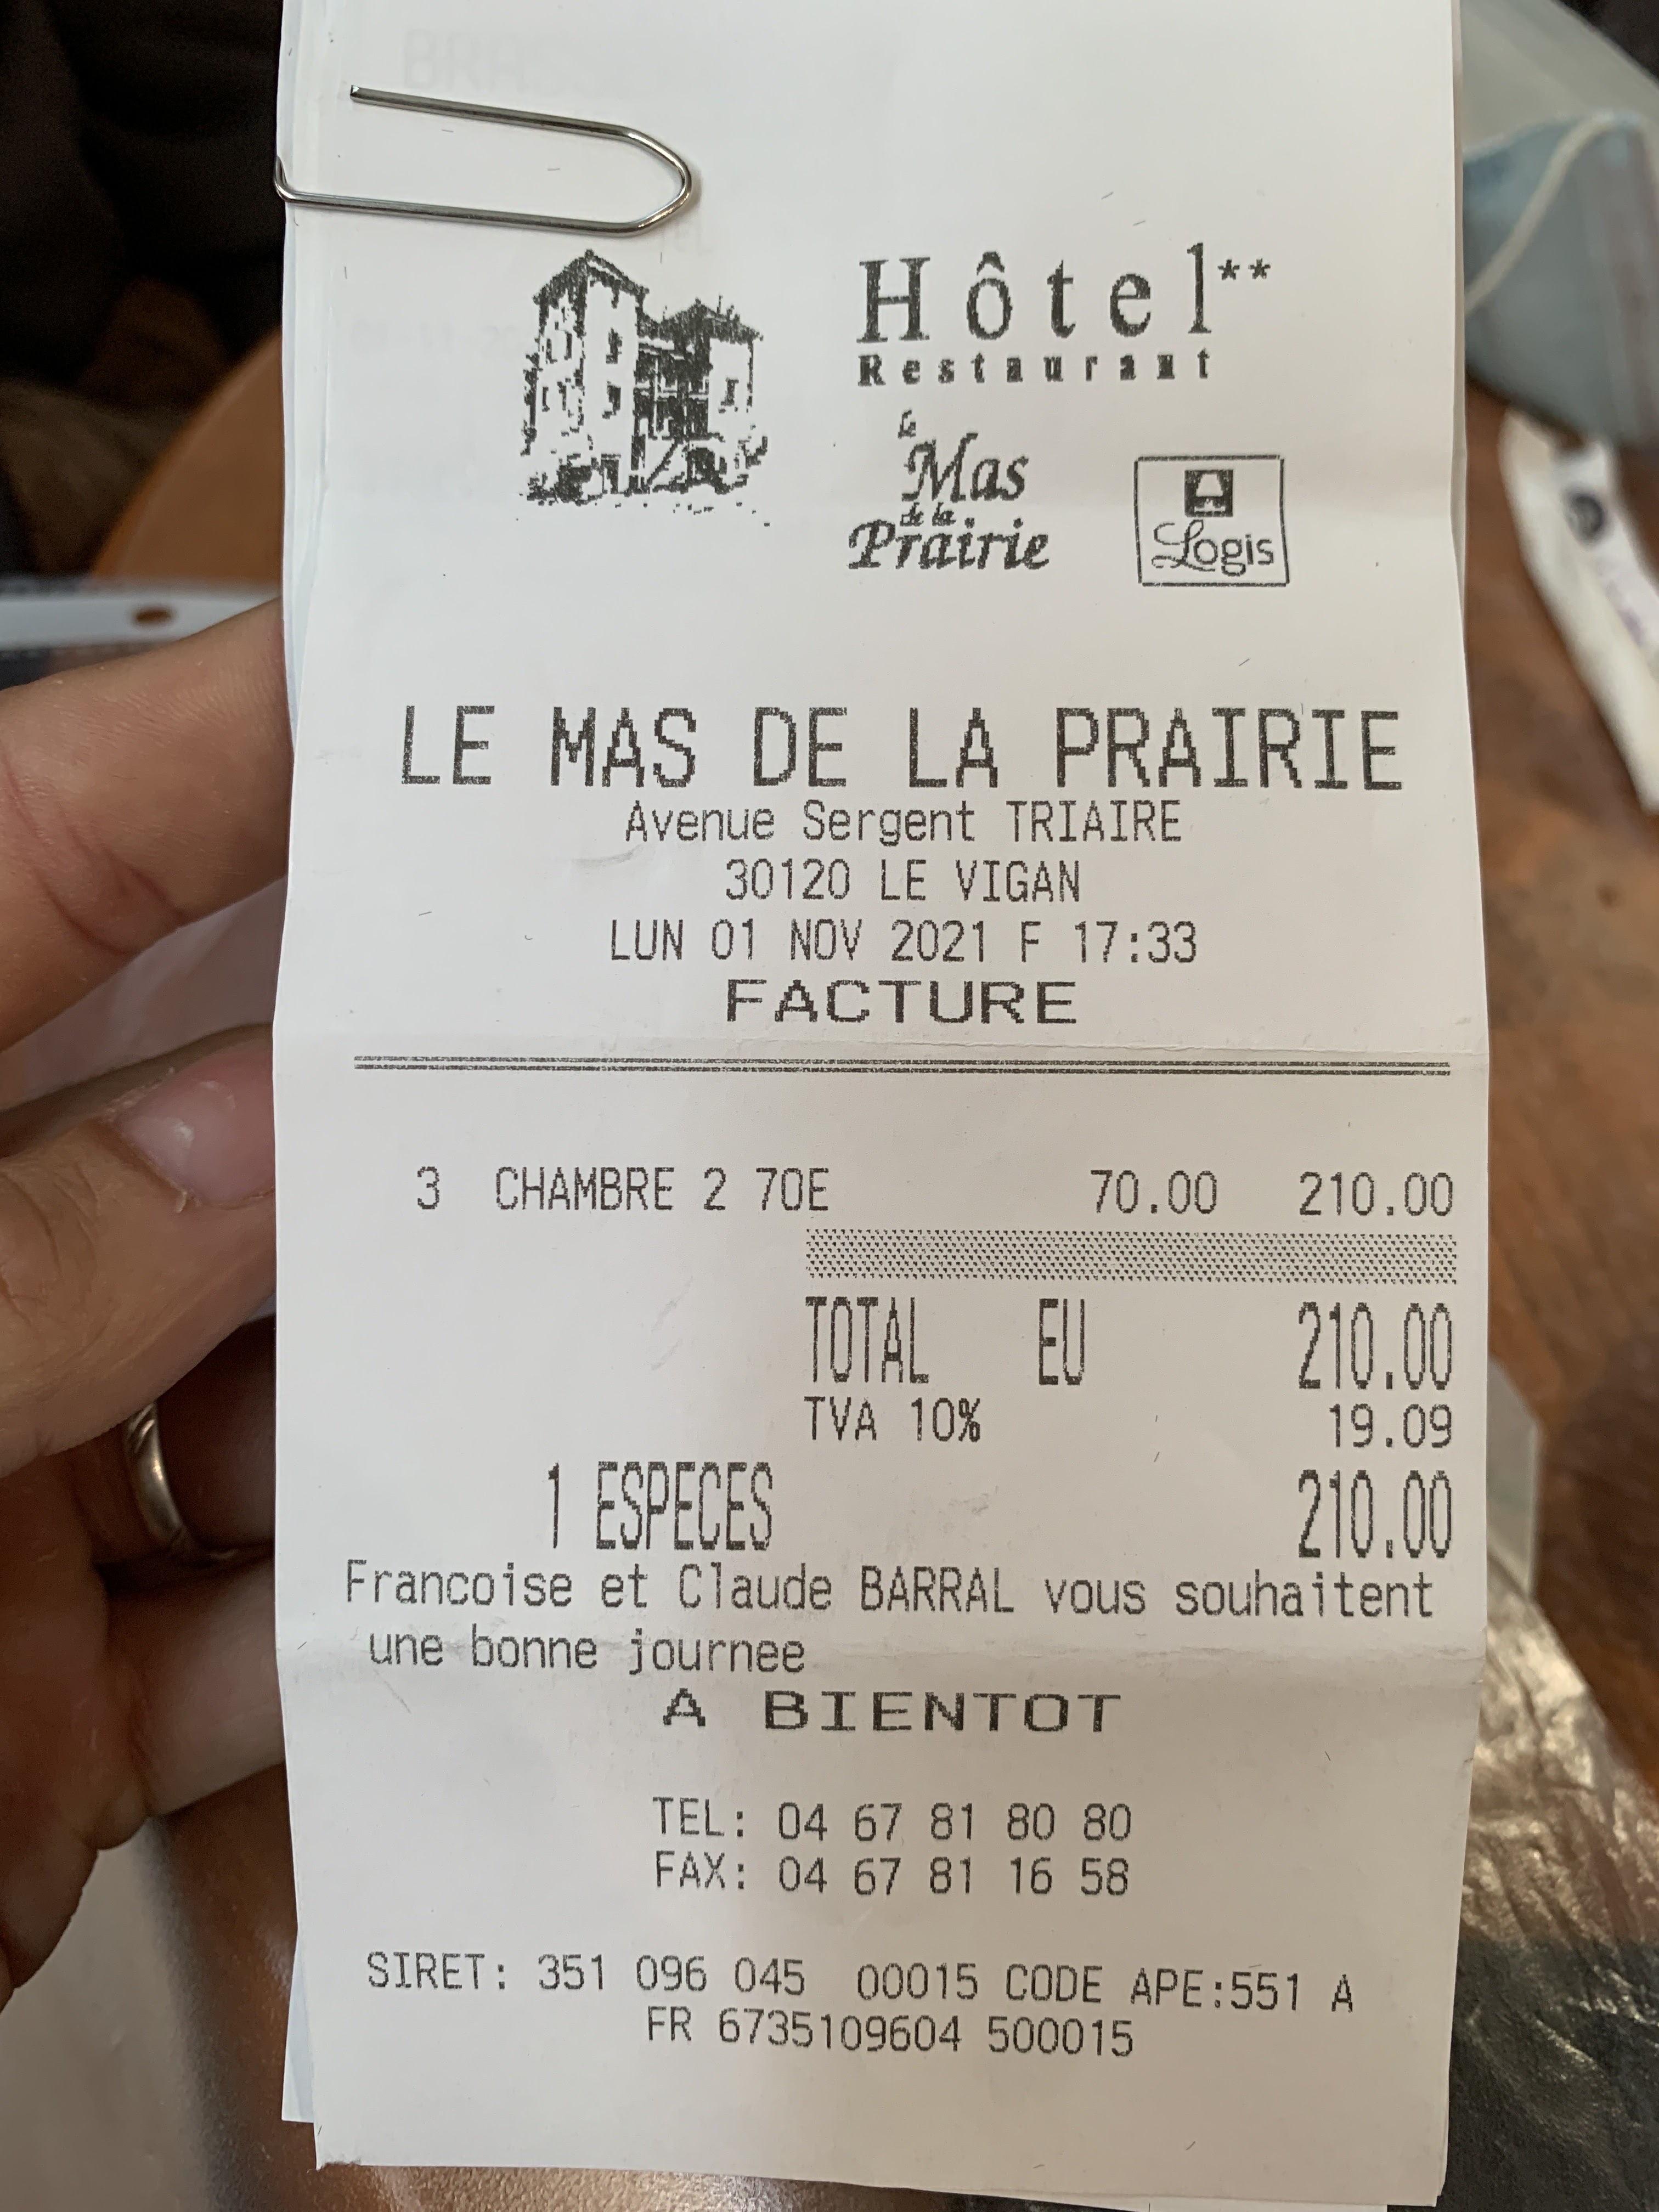 Hôtel**
Restaurant
le
Mas
de la
Prairie
Logis
LE MAS DE LA PRAIRIE
Avenue Sergent TRIAIRE
30120 LE VIGAN
LUN 01 NOV 2021 F 17:33
FACTURE
3 CHAMBRE 2 70E 70.00 210.00
TOTAL EU 210.00
TVA 10% 19.09
1 ESPECES 210.00
Francoise et Claude BARRAL vous souhaitent
une bonne journee
A BIENTOT
TEL: 04 67 81 80 80
FAX: 04 67 81 16 58
SIRET: 351 096 045 00015 CODE APE:551 A
FR 6735109604 500015